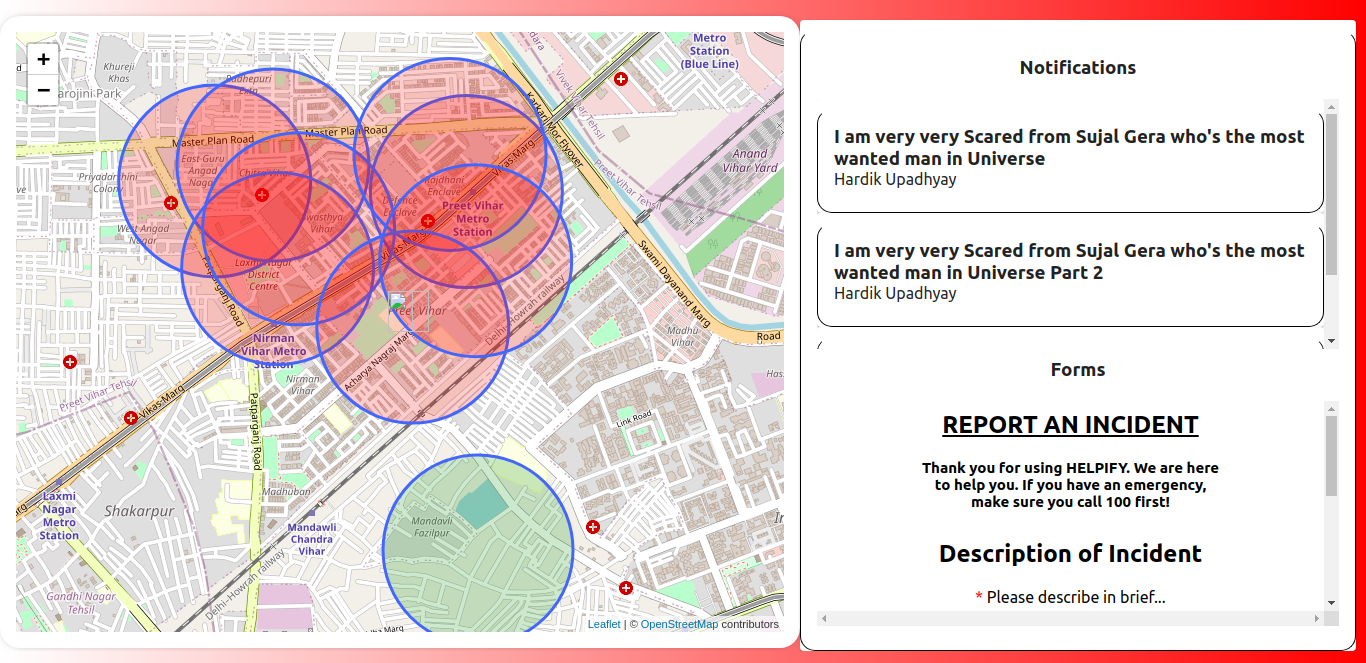 +
−
Khureji
Khas
arojini Park
Radhepuri
Extn
Metro
Station
(Blue Line)
Vivek Vihar Tehsil
Karkari Mor Flyover
Master Plan Road
Master Plan Road
Vikas Marg
East Guru
Angad
Nagar
Chitra Vihar
Priyadarshini
Colony
Preet Vihar Tehsil
Anand
Vihar Yard
Rajdhani
Enclave
Defence
Enclave
Preet Vihar
Metro
Station
Swasthya
Vihar
West Angad
Nagar
Vikas Marg
Laxmi Nagar
District
Centre
Patparganj Road
Swami Dayanand Marg
Delhi-Howrah railway
Preet Vihar
Madhu
Vihar
Road
Nirman
Vihar Metro
Station
Acharya Nagraj Marg
Nirman
Vihar
Has
Preet Vihar Tehsil
Vikas Marg
Link Road
Patparganj Road
Laxmi
Nagar
Metro
Station
Shakarpur
Madhuban
Mandawli
Chandra
Vihar
Mandavli
Fazilpur
Delhi-Howrah railway
Gandhi Nagar
Tehsil
Leaflet | © OpenStreetMap contributors
Notifications
I am very very Scared from Sujal Gera who's the most
wanted man in Universe
Hardik Upadhyay
I am very very Scared from Sujal Gera who's the most
wanted man in Universe Part 2
Hardik Upadhyay
Forms
REPORT AN INCIDENT
Thank you for using HELPIFY. We are here
to help you. If you have an emergency,
make sure you call 100 first!
Description of Incident
* Please describe in brief...